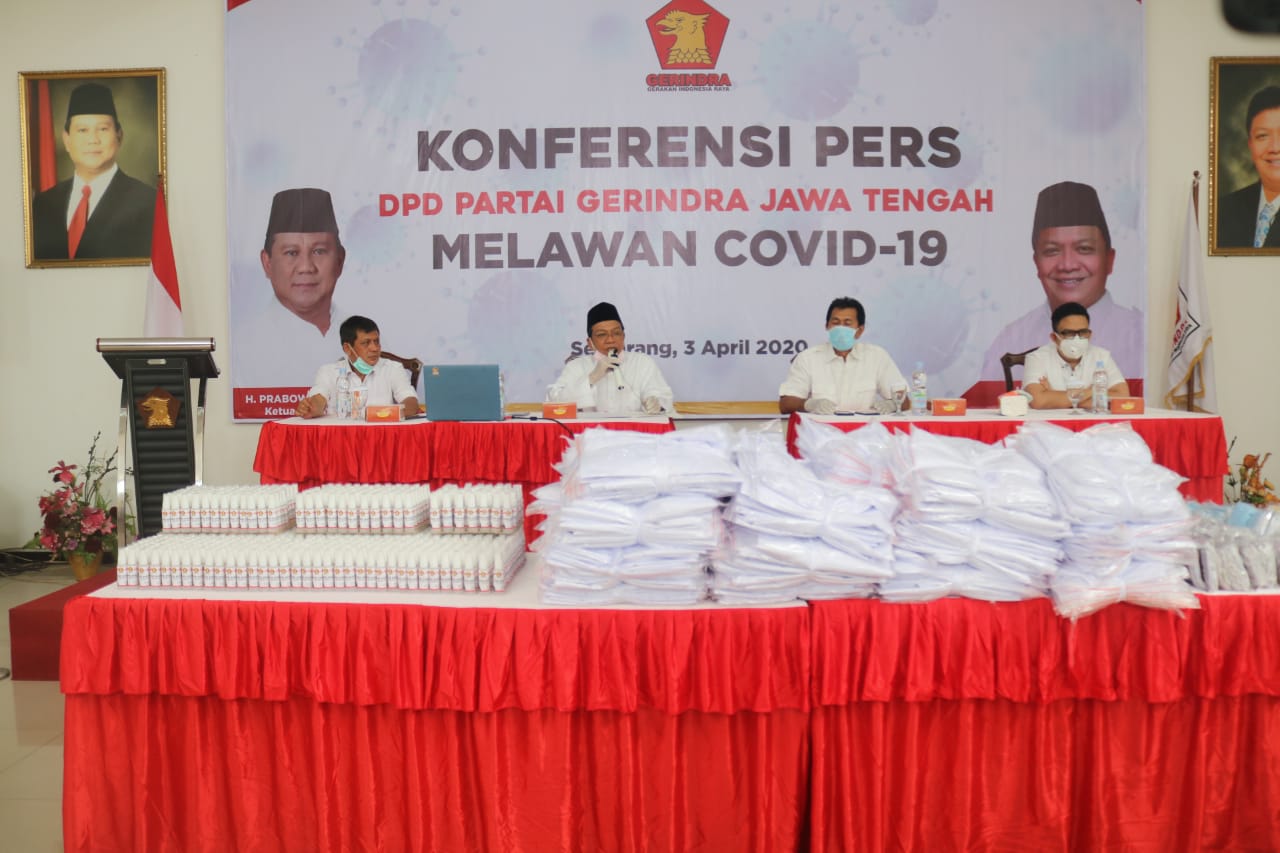 GERINDRA
GERAKAN INDONESIA RAYA
KONFERENSI PERS
DPD PARTAI GERINDRA JAWA TENGAH
MELAWAN COVID-19
3 April 2020
H. PRABOW
Ketua